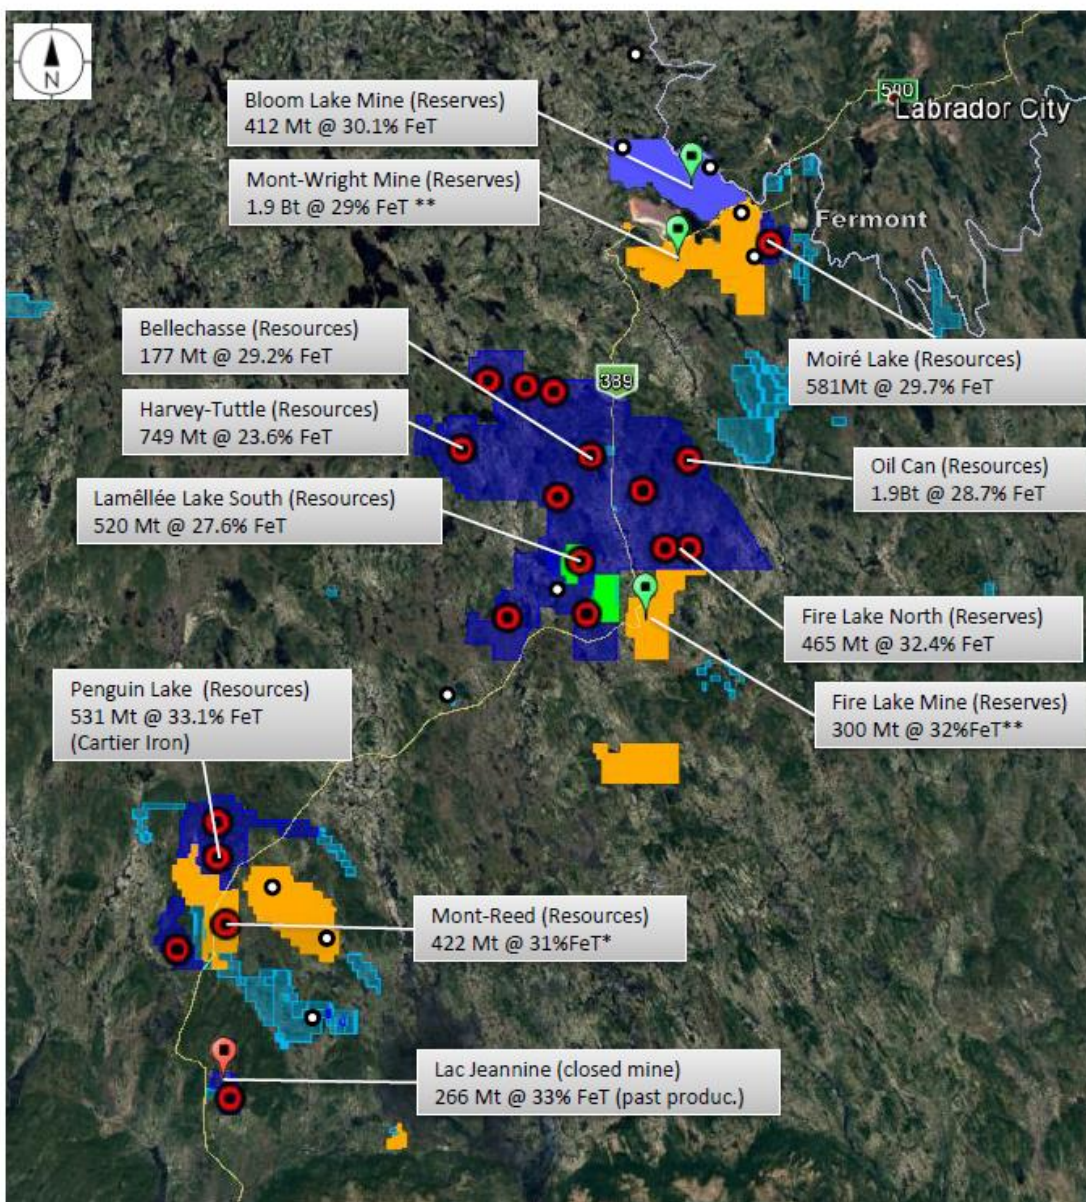 N
500
Labrador City
Bloom Lake Mine (Reserves)
412 Mt @ 30.1% FeT
Mont-Wright Mine (Reserves)
1.9 Bt @ 29% FeT **
Fermont
Bellechasse (Resources)
177 Mt @ 29.2% FeT
Moiré Lake (Resources)
581Mt @ 29.7% FeT
389
Harvey-Tuttle (Resources)
749 Mt @ 23.6% FeT
Oil Can (Resources)
1.9Bt @ 28.7% FeT
Lamêllée Lake South (Resources)
520 Mt @ 27.6% FeT
Fire Lake North (Reserves)
465 Mt @ 32.4% FeT
Penguin Lake (Resources)
531 Mt @ 33.1% FeT
(Cartier Iron)
Fire Lake Mine (Reserves)
300 Mt @ 32%FeT**
Mont-Reed (Resources)
422 Mt @ 31%FeT*
Lac Jeannine (closed mine)
266 Mt @ 33% FeT (past produc.)